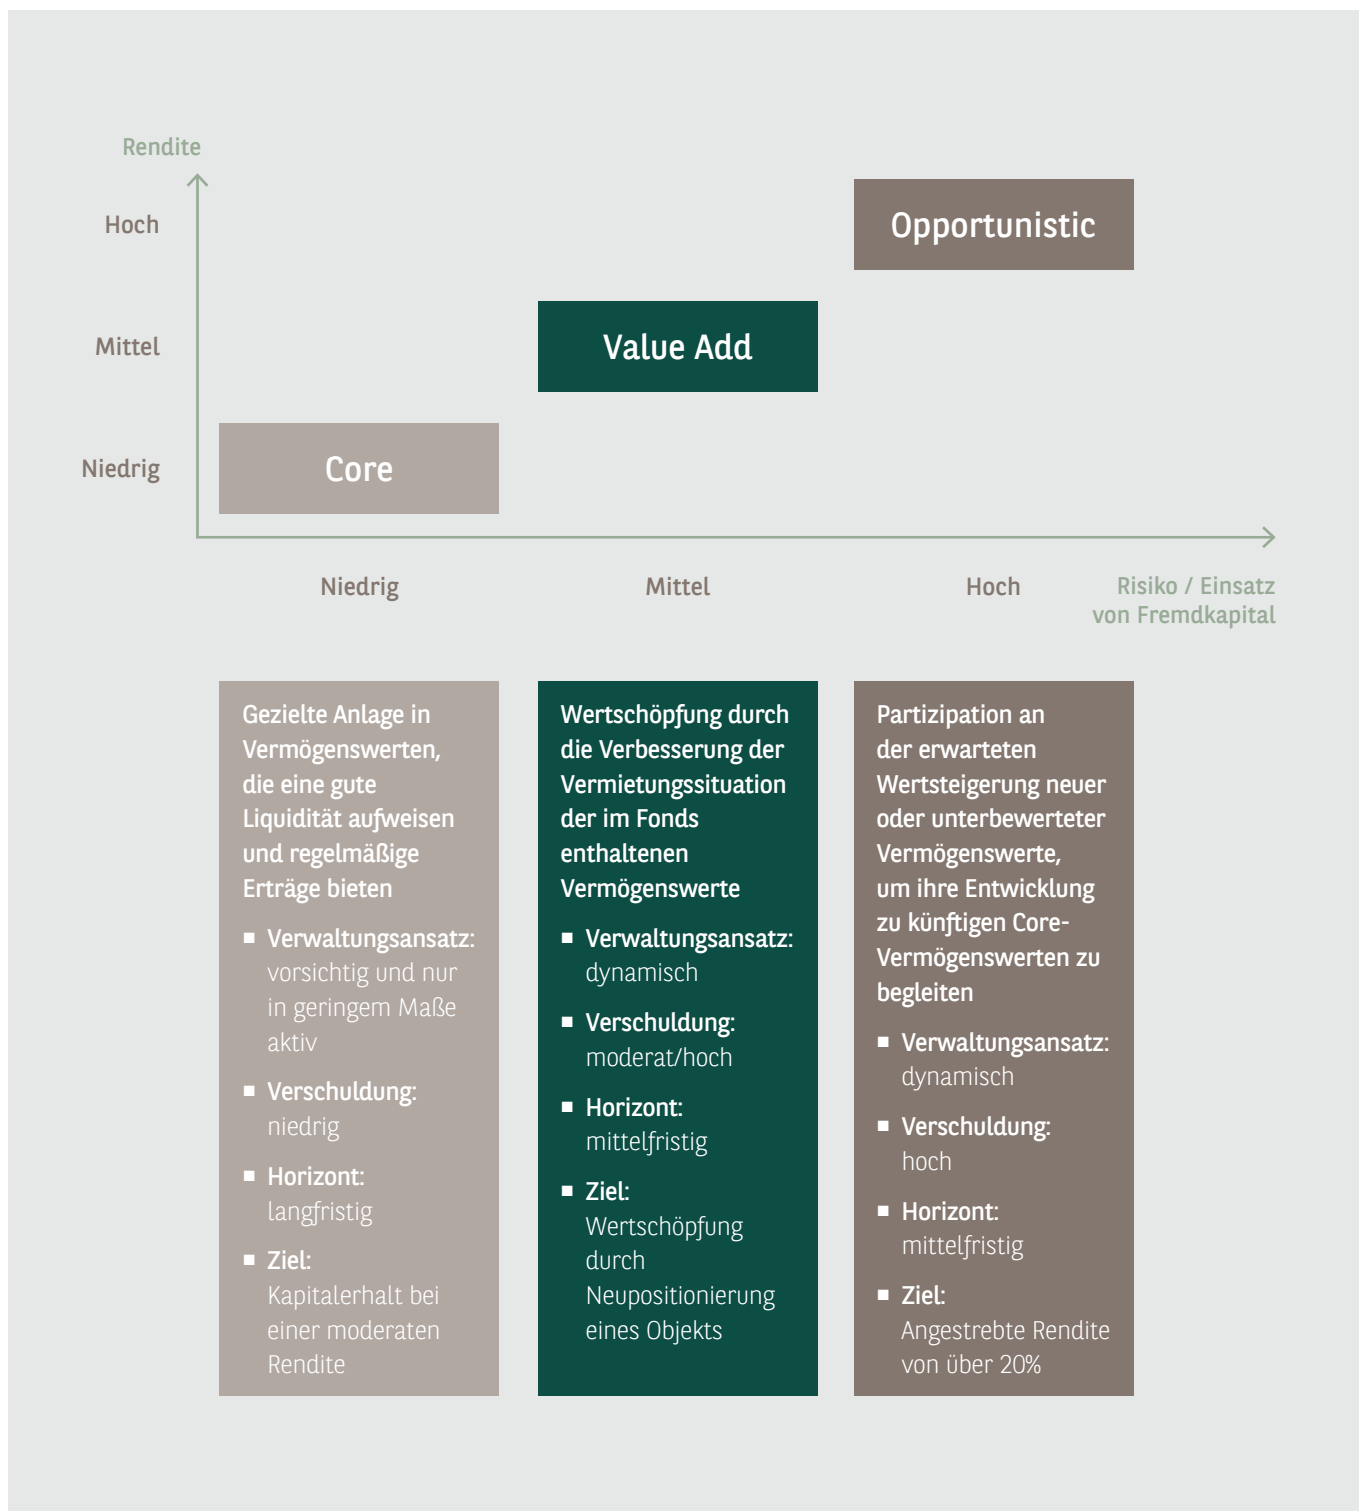 Rendite
Hoch
Opportunistic
Mittel
Value Add
Niedrig
Core
Niedrig
Mittel
Hoch
Risiko / Einsatz
von Fremdkapital
Gezielte Anlage in
Vermögenswerten,
die eine gute
Liquidität aufweisen
und regelmäßige
Erträge bieten
▪ Verwaltungsansatz:
vorsichtig und nur
in geringem Maße
aktiv
▪ Verschuldung:
niedrig
▪ Horizont:
langfristig
▪ Ziel:
Kapitalerhalt bei
einer moderaten
Rendite
Wertschöpfung durch
die Verbesserung der
Vermietungssituation
der im Fonds
enthaltenen
Vermögenswerte
▪ Verwaltungsansatz:
dynamisch
▪ Verschuldung:
moderat/hoch
▪ Horizont:
mittelfristig
▪ Ziel:
Wertschöpfung
durch
Neupositionierung
eines Objekts
Partizipation an
der erwarteten
Wertsteigerung neuer
oder unterbewerteter
Vermögenswerte,
um ihre Entwicklung
zu künftigen Core-
Vermögenswerten zu
begleiten
▪ Verwaltungsansatz:
dynamisch
▪ Verschuldung:
hoch
▪ Horizont:
mittelfristig
▪ Ziel:
Angestrebte Rendite
von über 20%